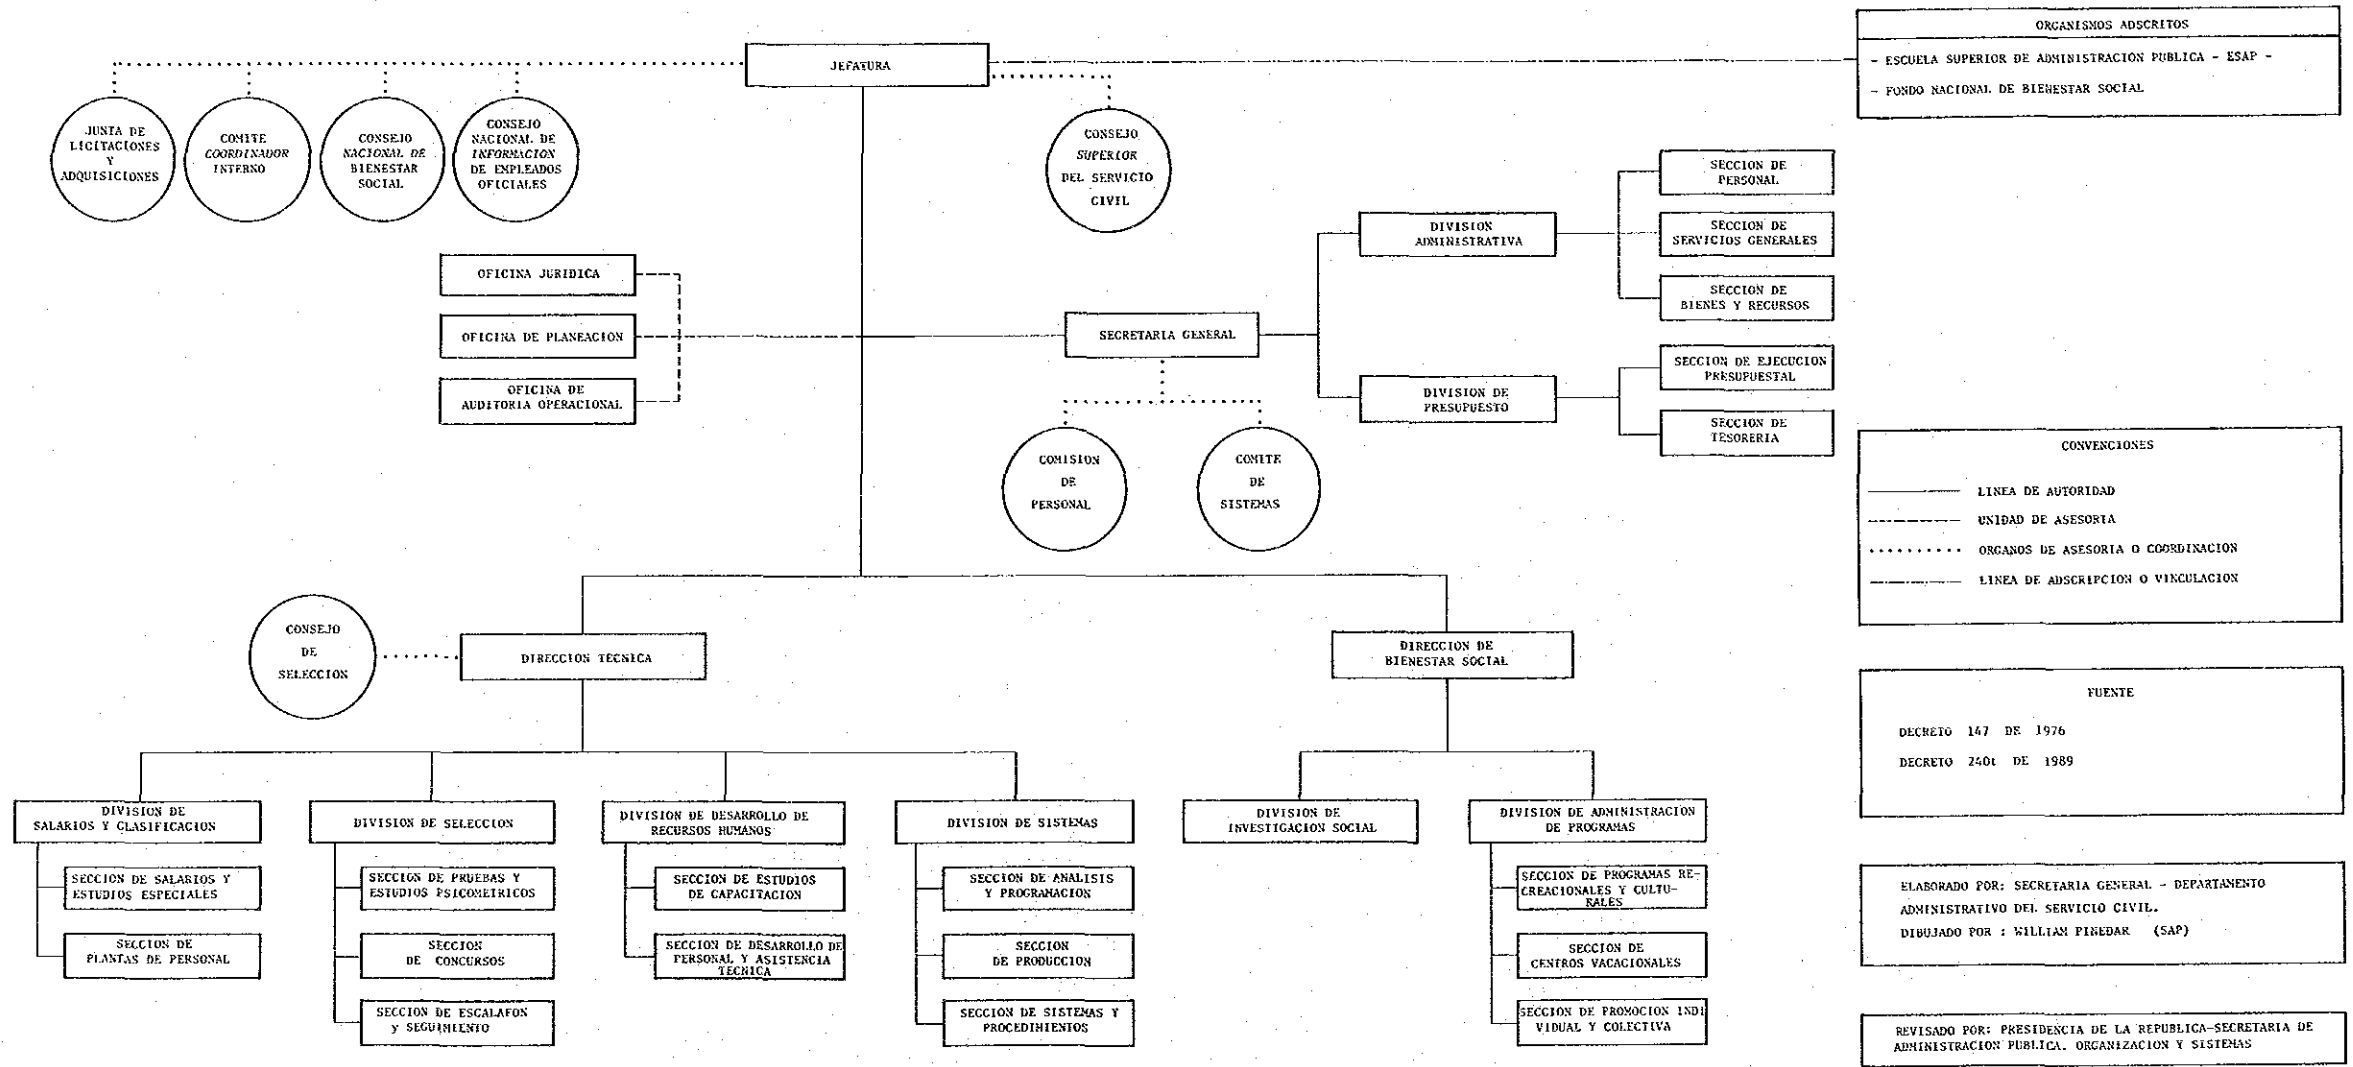 JEFATURA
ORGANISMOS ADSCRITOS
- ESCUELA SUPERIOR DE ADMINISTRACION PUBLICA - ESAP -
- FONDO NACIONAL DE BIENESTAR SOCIAL
JUNTA DE
LICITACIONES
Y
ADQUISICIONES
COMITE
COORDINADOR
INTERNO
CONSEJO
NACIONAL DE
BIENESTAR
SOCIAL
CONSEJO
NACIONAL DE
INFORMACION
DE EMPLEADOS
OFICIALES
CONSEJO
SUPERIOR
DEL SERVICIO
CIVIL
OFICINA JURIDICA
OFICINA DE PLANEACION
OFICINA DE
AUDITORIA OPERACIONAL
SECRETARIA GENERAL
COMISION
DE
PERSONAL
COMITE
DE
SISTEMAS
DIVISION
ADMINISTRATIVA
SECCION DE
PERSONAL
SECCION DE
SERVICIOS GENERALES
SECCION DE
BIENES Y RECURSOS
DIVISION DE
PRESUPUESTO
SECCION DE EJECUCION
PRESUPUESTAL
SECCION DE
TESORERIA
CONVENCIONES
LINEA DE AUTORIDAD
UNIDAD DE ASESORIA
ORGANOS DE ASESORIA O COORDINACION
LINEA DE ADSCRIPCION O VINCULACION
CONSEJO
DE
SELECCION
DIRECCION TECNICA
DIRECCION DE
BIENESTAR SOCIAL
FUENTE
DECRETO 147 DE 1976
DECRETO 2401 DE 1989
DIVISION DE
SALARIOS Y CLASIFICACION
SECCION DE SALARIOS Y
ESTUDIOS ESPECIALES
SECCION DE
PLANTAS DE PERSONAL
DIVISION DE SELECCION
SECCION DE PRUEBAS Y
ESTUDIOS PSICOMETRICOS
SECCION
DE CONCURSOS
SECCION DE ESCALAFON
y SEGUIMIENTO
DIVISION DE DESARROLLO DE
RECURSOS HUMANOS
SECCION DE ESTUDIOS
DE CAPACITACION
SECCION DE DESARROLLO DE
PERSONAL Y ASISTENCIA
TECNICA
DIVISION DE SISTEMAS
SECCION DE ANALISIS
Y PROGRAMACION
SECCION
DE PRODUCCION
SECCION DE SISTEMAS Y
PROCEDIMIENTOS
DIVISION DE
INVESTIGACION SOCIAL
DIVISION DE ADMINISTRACION
DE PROGRAMAS
SECCION DE PROGRAMAS RE-
CREACIONALES Y CULTU-
RALES
SECCION DE
CENTROS VACACIONALES
SECCION DE PROMOCION INDI
VIDUAL Y COLECTIVA
ELABORADO POR: SECRETARIA GENERAL - DEPARTAMENTO
ADMINISTRATIVO DEL SERVICIO CIVIL.
DIBUJADO POR : WILLIAM PINEDAR (SAP)
REVISADO POR: PRESIDENCIA DE LA REPUBLICA-SECRETARIA DE
ADMINISTRACION PUBLICA. ORGANIZACION Y SISTEMAS